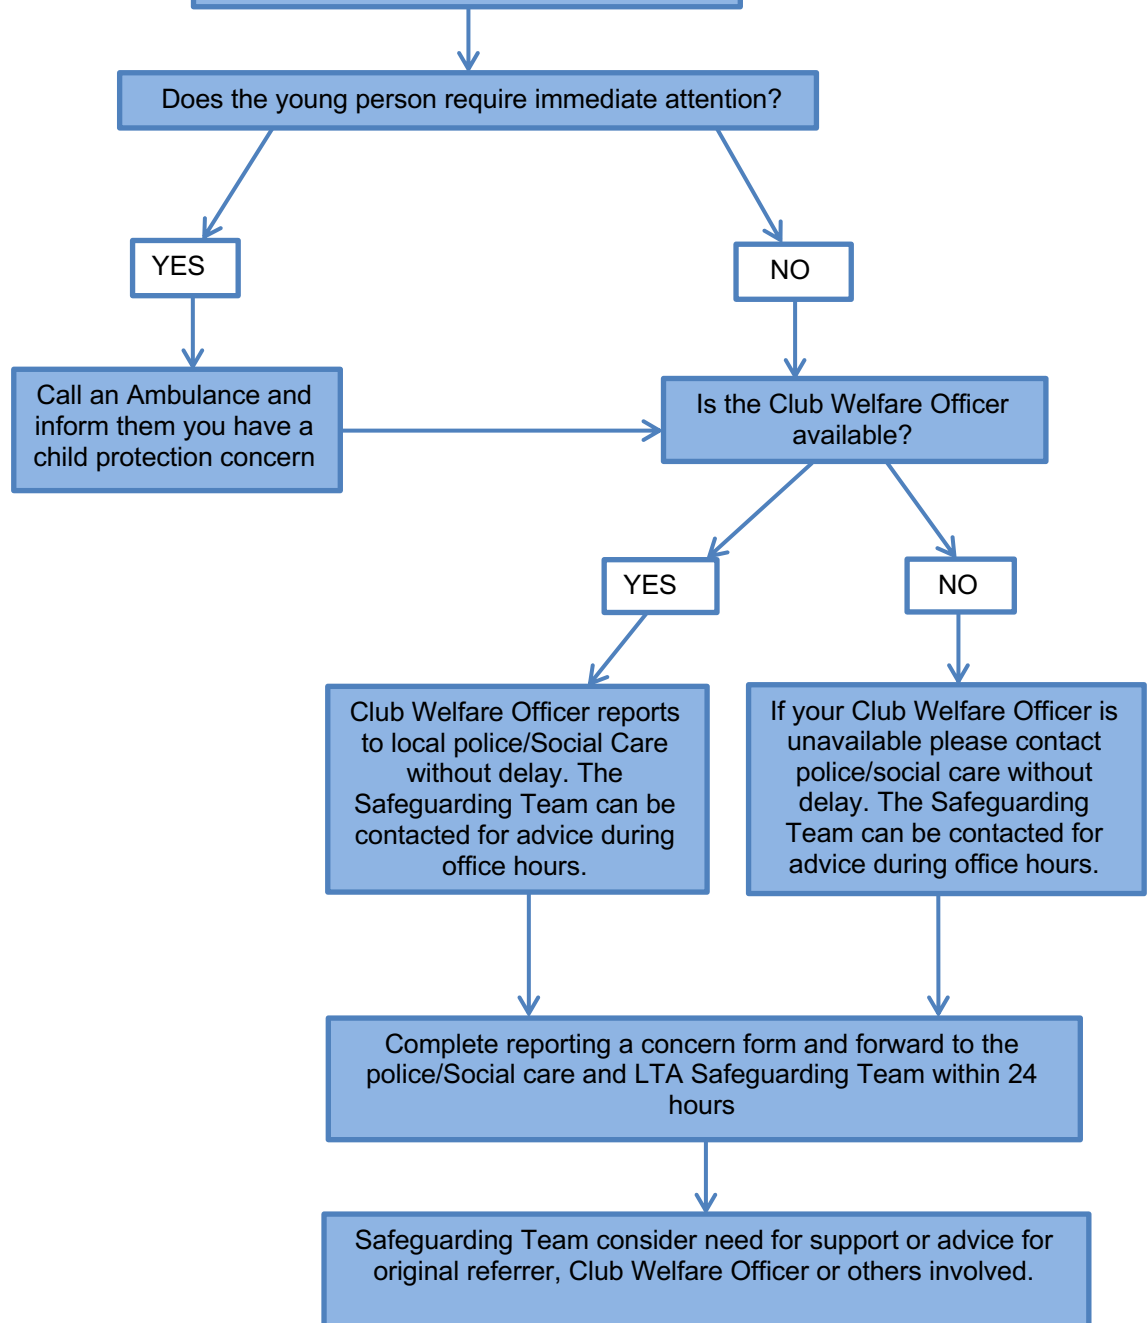 Does the young person require immediate attention?
YES
NO
Call an Ambulance and
inform them you have a
child protection concern
Is the Club Welfare Officer
available?
YES
NO
Club Welfare Officer reports
to local police/Social Care
without delay. The
Safeguarding Team can be
contacted for advice during
office hours.
If your Club Welfare Officer is
unavailable please contact
police/social care without
delay. The Safeguarding
Team can be contacted for
advice during office hours.
Complete reporting a concern form and forward to the
police/Social care and LTA Safeguarding Team within 24
hours
Safeguarding Team consider need for support or advice for
original referrer, Club Welfare Officer or others involved.